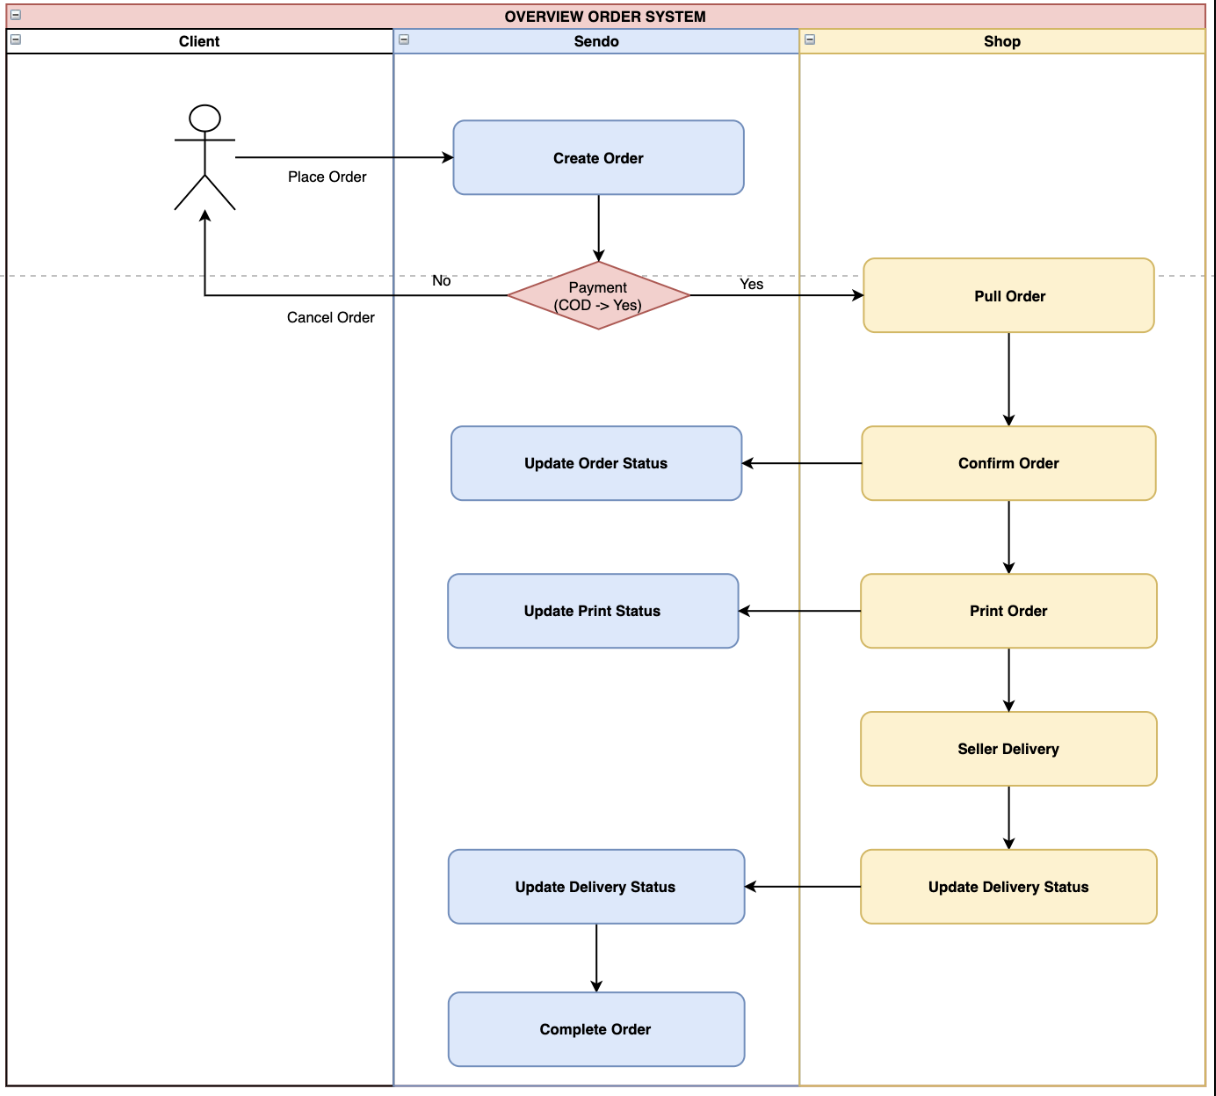 OVERVIEW ORDER SYSTEM
Client
Sendo
Shop
Create Order
Place Order
No
Payment
(COD -> Yes)
Yes
Pull Order
Cancel Order
Update Order Status
Confirm Order
Update Print Status
Print Order
Seller Delivery
Update Delivery Status
Update Delivery Status
Complete Order